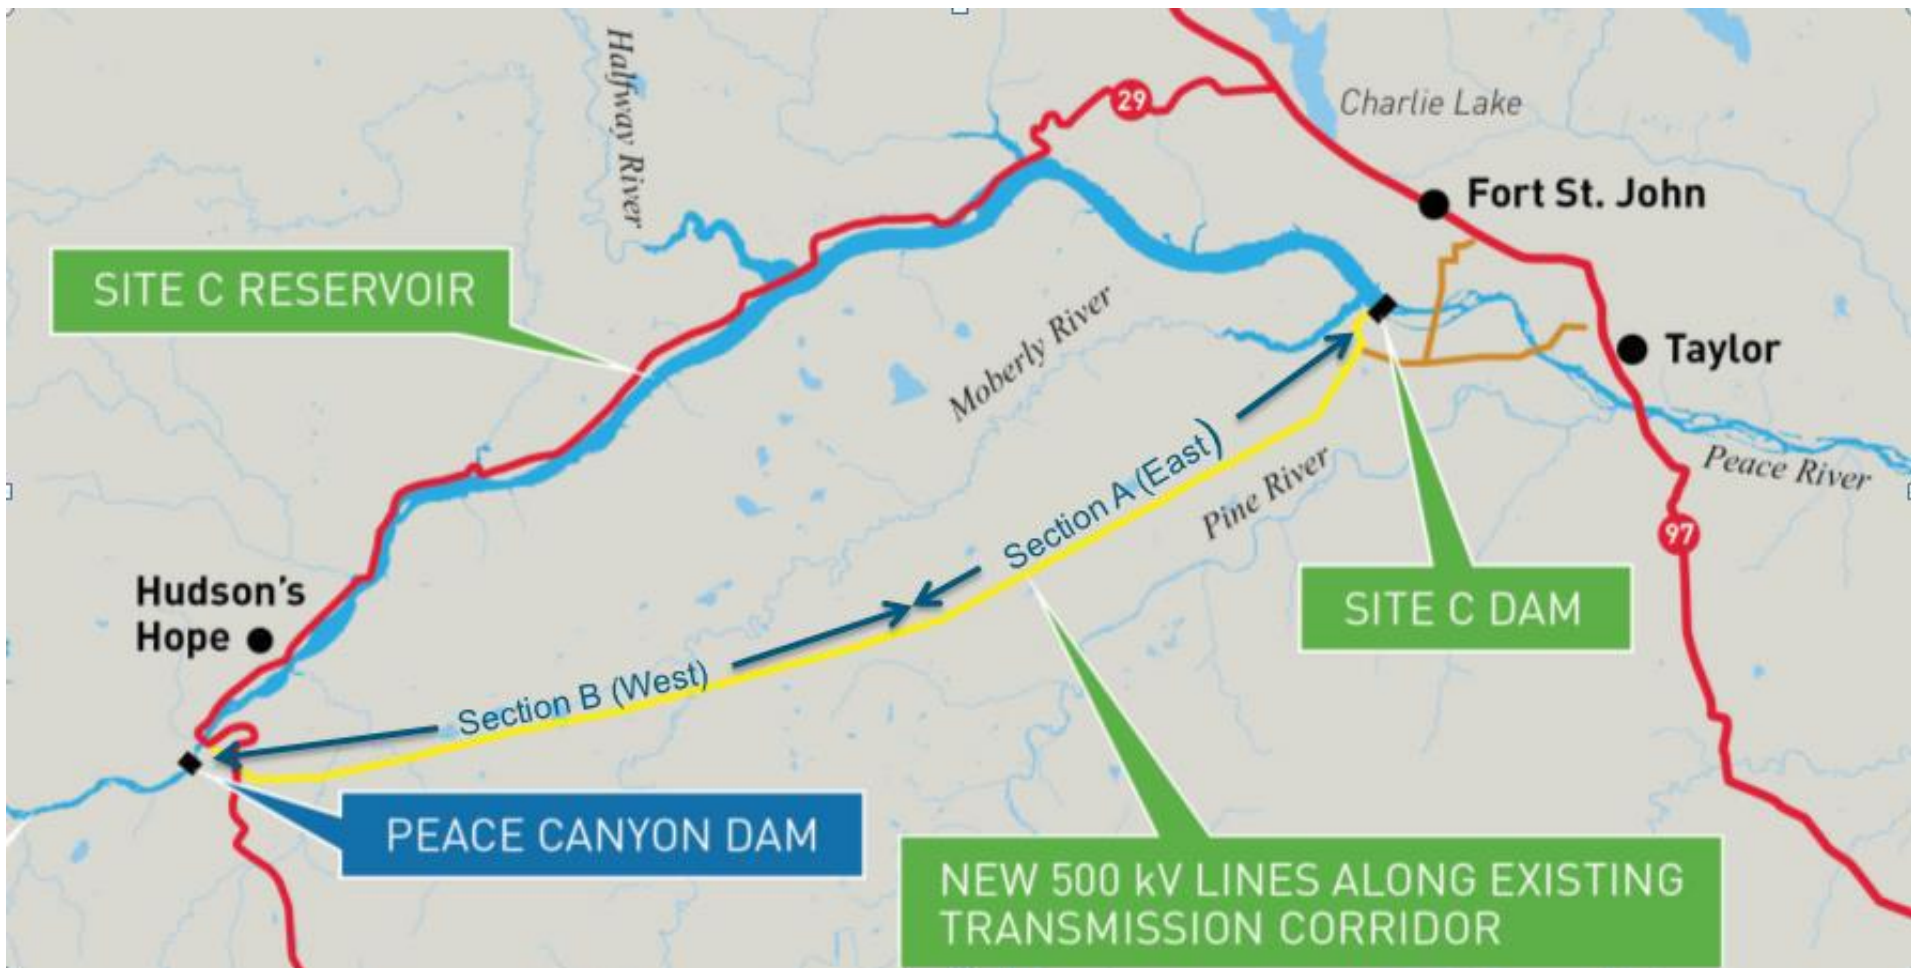 Halfway River
29
Charlie Lake
Fort St. John
SITE C RESERVOIR
Moberly River
Taylor
Section A (East)
Pine River
Peace River
97
Hudson's
Hope
SITE C DAM
Section B (West)
PEACE CANYON DAM
NEW 500 kV LINES ALONG EXISTING
TRANSMISSION CORRIDOR